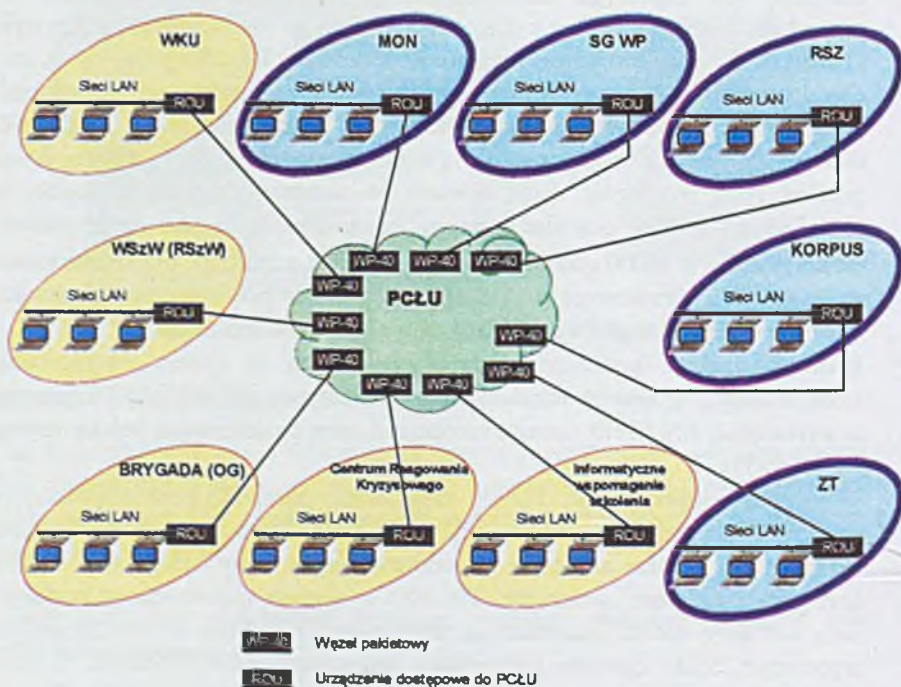 WKU
Sieci LAN
ROU
MON
Sieci LAN
ROU
SG WP
Sieci LAN
ROU
RSZ
Sieci LAN
ROU
WSzW (RSzW)
Sieci LAN
ROU
PCŁU
WP-40
WP-40
WP-40
WP-40
WP-40
WP-40
WP-40
WP-40
WP-40
WP-40
KORPUS
Sieci LAN
ROU
BRYGADA (OG)
Sieci LAN
ROU
Centrum Reagowania
Kryzysowego
Sieci LAN
ROU
Informatyczne
wspomaganie
szkolenia
Sieci LAN
ROU
ZT
Sieci LAN
ROU
WP-40 Węzeł pakietowy
ROU Urządzenie dostępowe do PCŁU